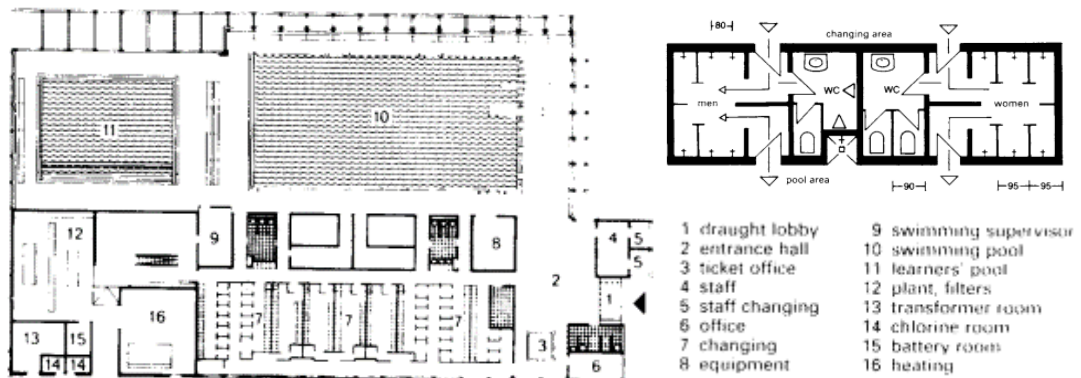 11
10
12
9
8
4
5
5
2
1
7
7
7
16
13
15
14
14
3
6
80
changing area
men
WC
WC
women
pool area
90
95
95
1 draught lobby
2 entrance hall
3 ticket office
4 staff
5 staff changing
6 office
7 changing
8 equipment
9 swimming supervisor
10 swimming pool
11 learners' pool
12 plant, filters
13 transformer room
14 chlorine room
15 battery room
16 heating